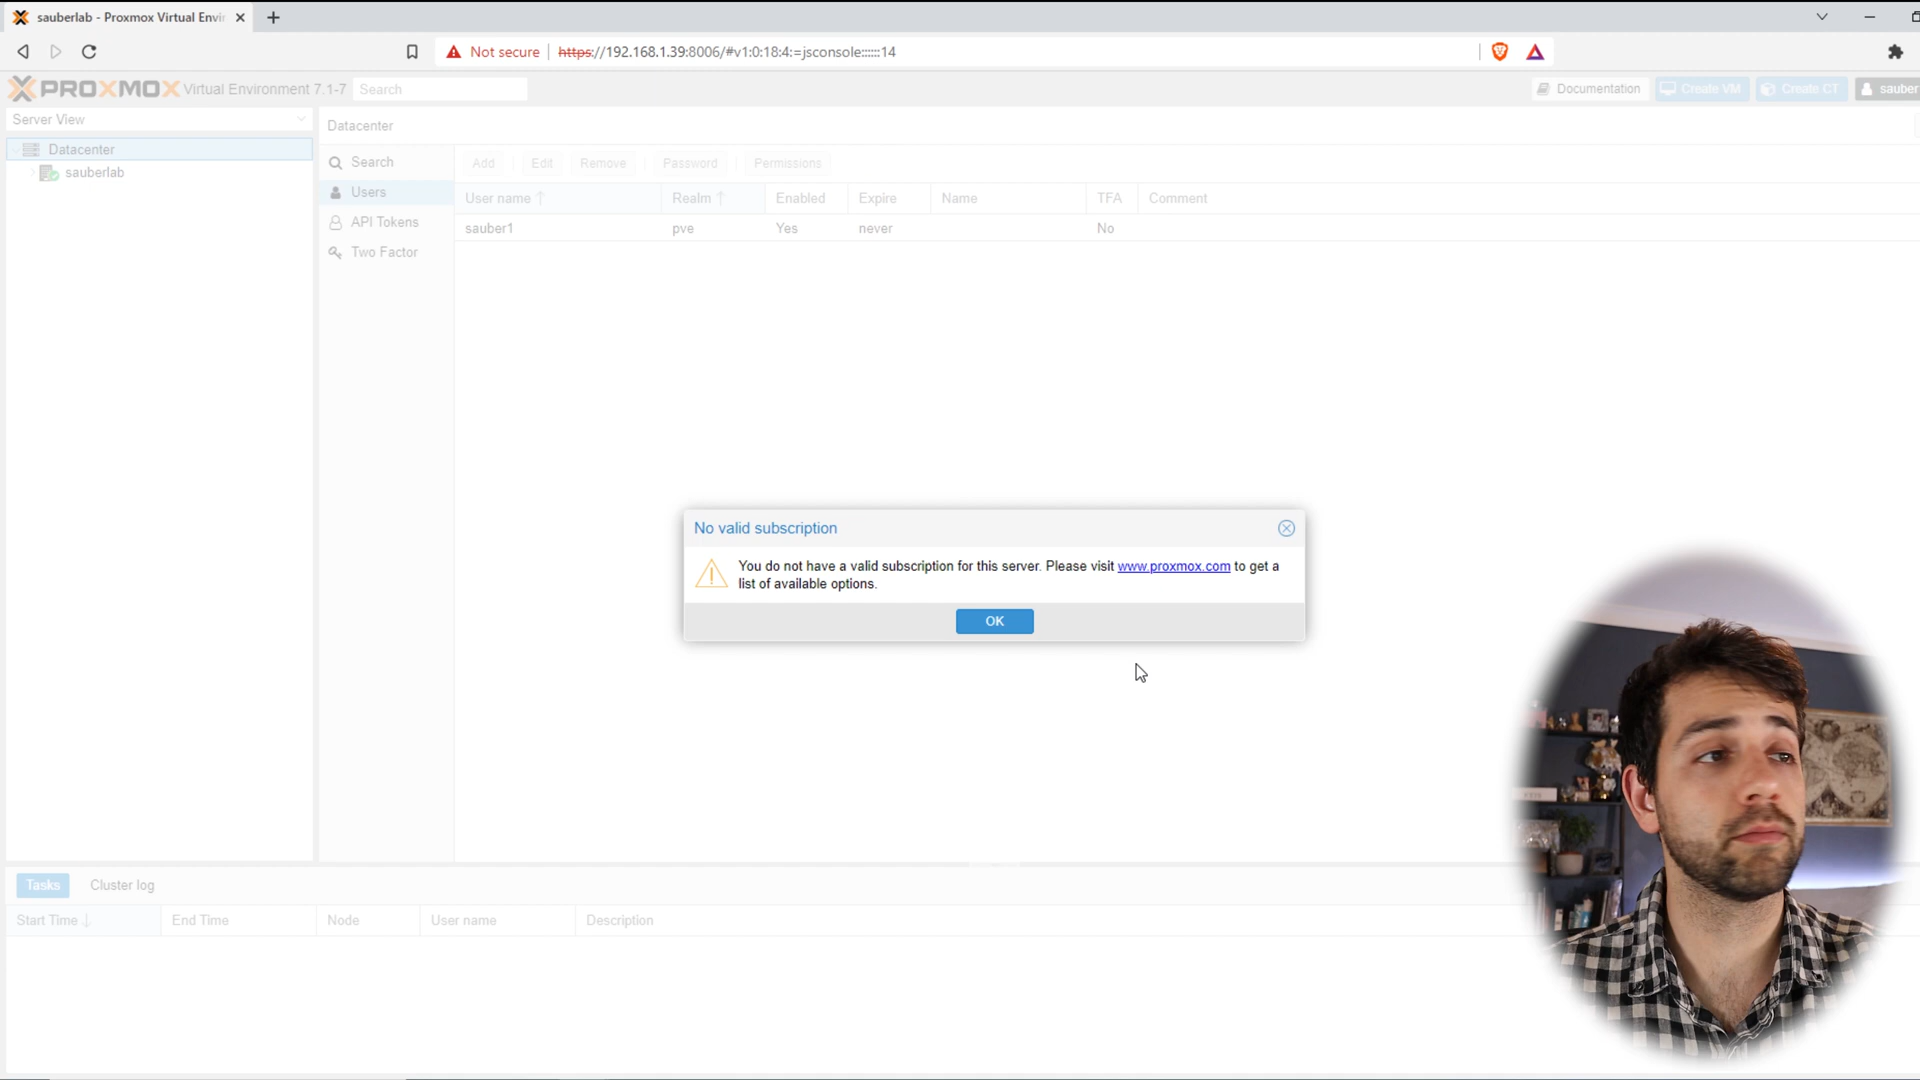 sauberlab - Proxmox Virtual Envir
Not secure
https://192.168.1.39:8006/#v1:0:18:4:=jsconsole::::::14
PROXMOX Virtual Environment 7.1-7
Search
Documentation
Create VM
Create CT
sauber
Server View
Datacenter
sauberlab
Datacenter
Search
Users
API Tokens
Two Factor
Add
Edit
Remove
Password
Permissions
User name
Realm
Enabled
Expire
Name
TFA
Comment
sauber1
pve
Yes
never
No
No valid subscription
You do not have a valid subscription for this server. Please visit www.proxmox.com to get a
list of available options.
OK
Tasks
Cluster log
Start Time
End Time
Node
User name
Description